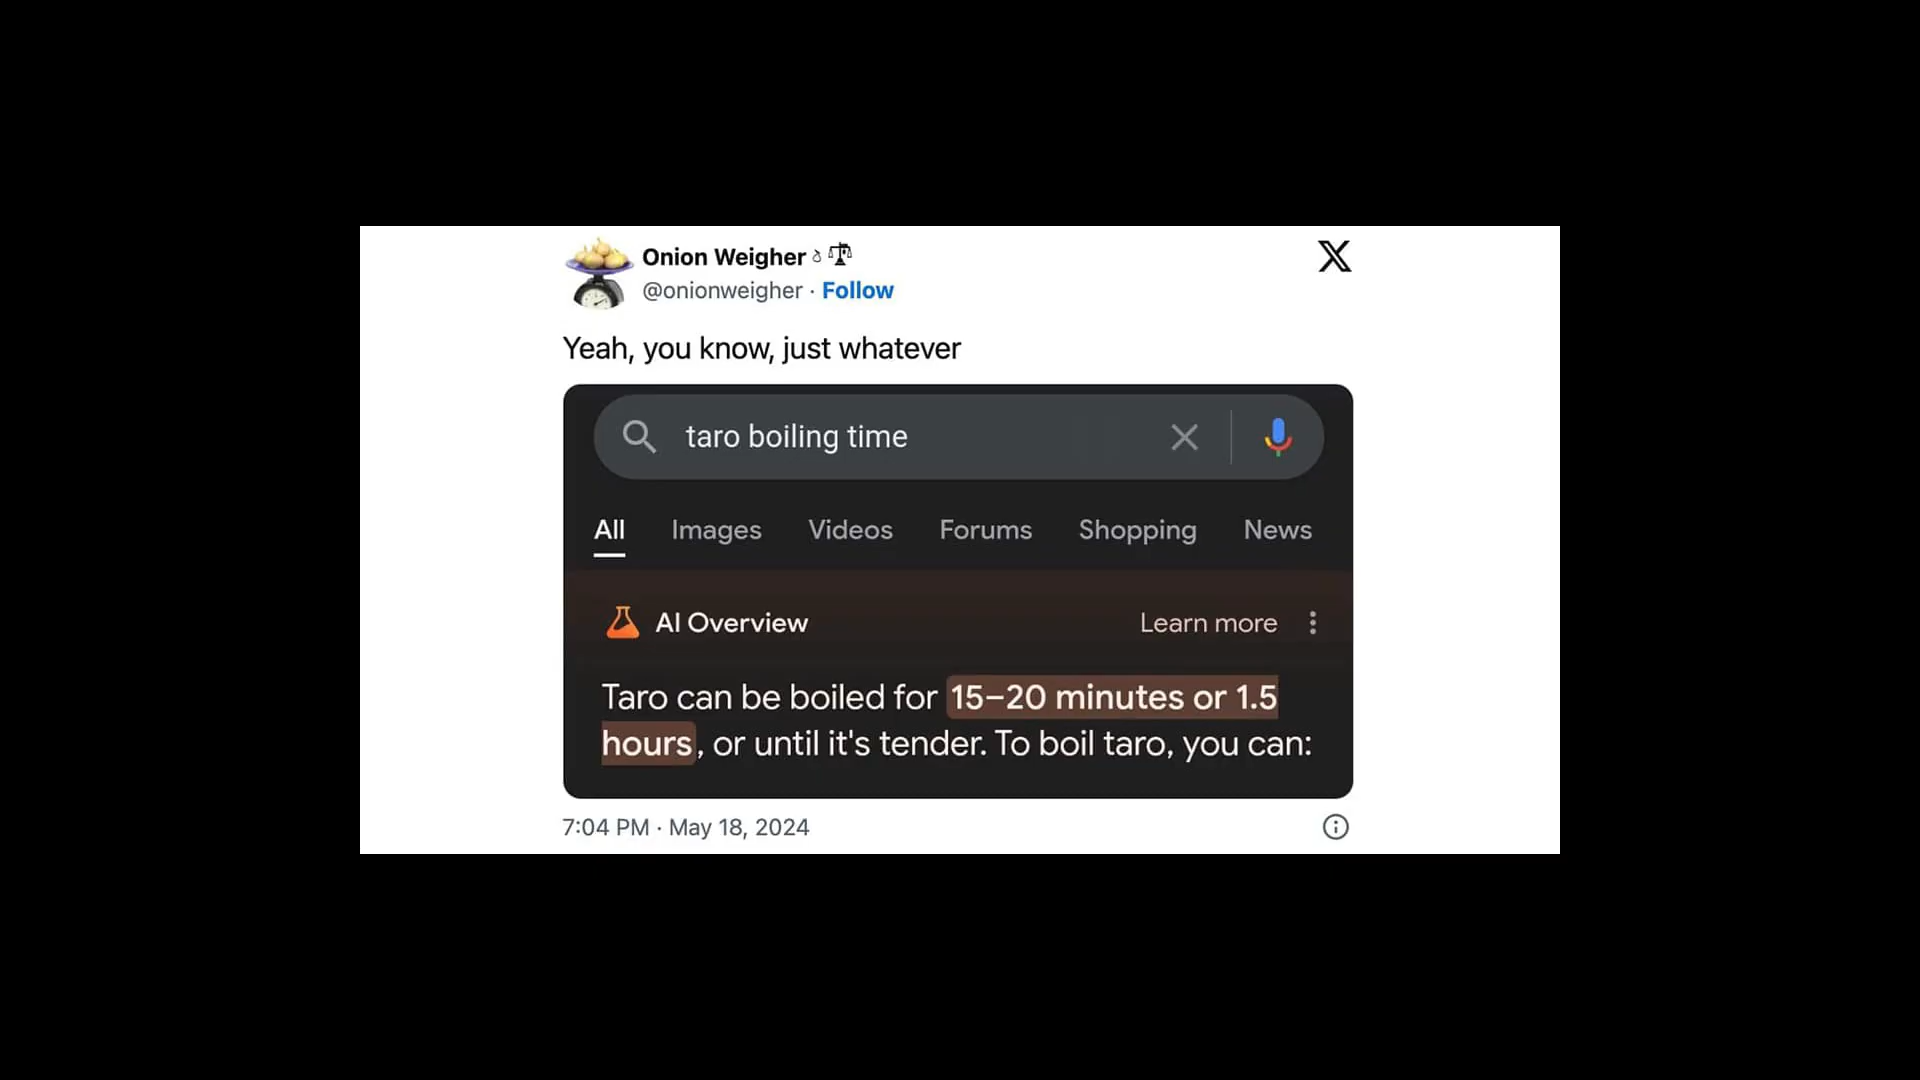 Onion Weigher
@onionweigher · Follow
Yeah, you know, just whatever
taro boiling time
All Images Videos Forums Shopping News
AI Overview Learn more
Taro can be boiled for 15–20 minutes or 1.5
hours, or until it's tender. To boil taro, you can:
7:04 PM · May 18, 2024